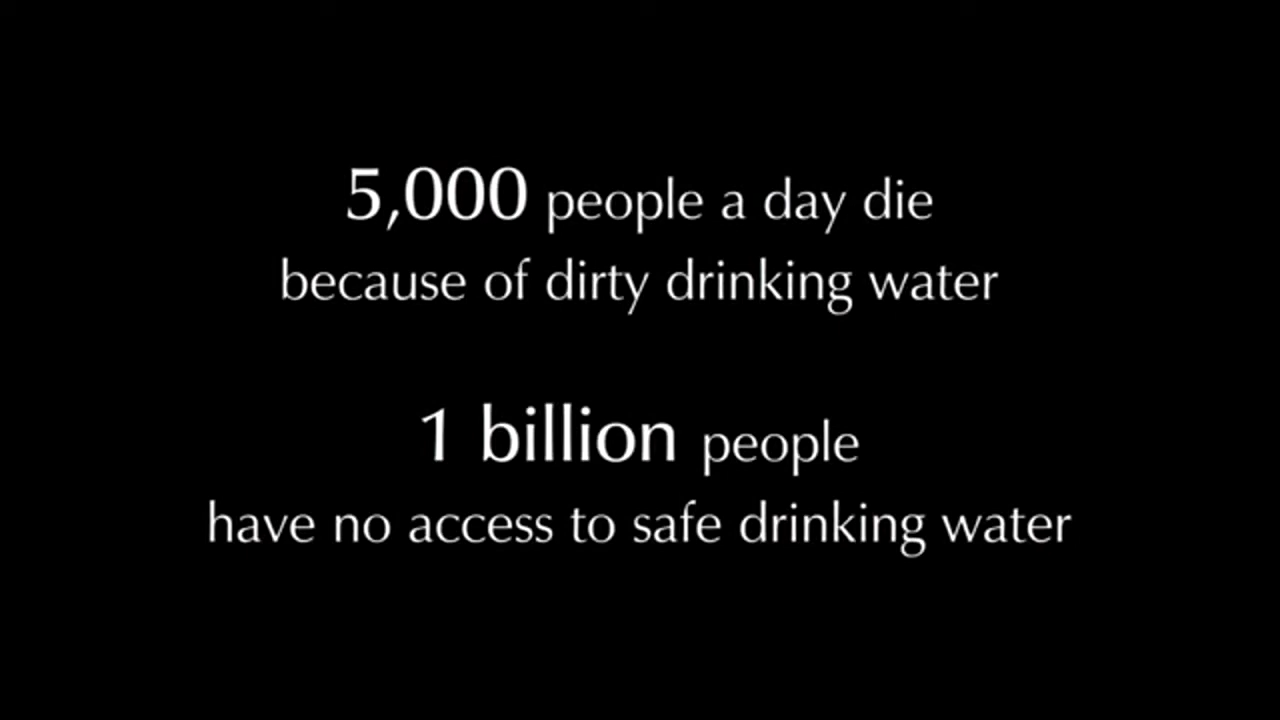 5,000 people a day die
because of dirty drinking water
1 billion people
have no access to safe drinking water